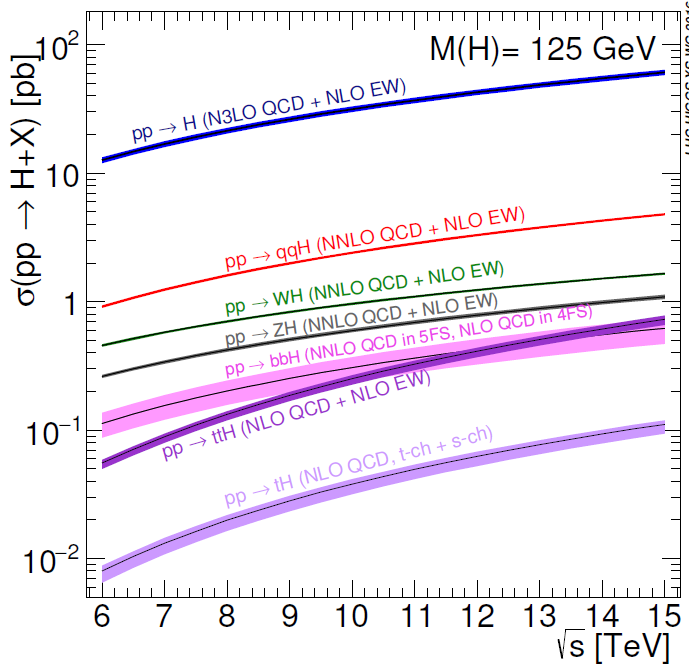 M(H)= 125 GeV
σ(pp → H+X) [pb]
10²
10
1
10⁻¹
10⁻²
pp → H (N3LO QCD + NLO EW)
pp → qqH (NNLO QCD + NLO EW)
pp → WH (NNLO QCD + NLO EW)
pp → ZH (NNLO QCD + NLO EW)
pp → bbH (NNLO QCD in 5FS, NLO QCD in 4FS)
pp → ttH (NLO QCD + NLO EW)
pp → tH (NLO QCD, t-ch + s-ch)
6 7 8 9 10 11 12 13 14 15
√s [TeV]